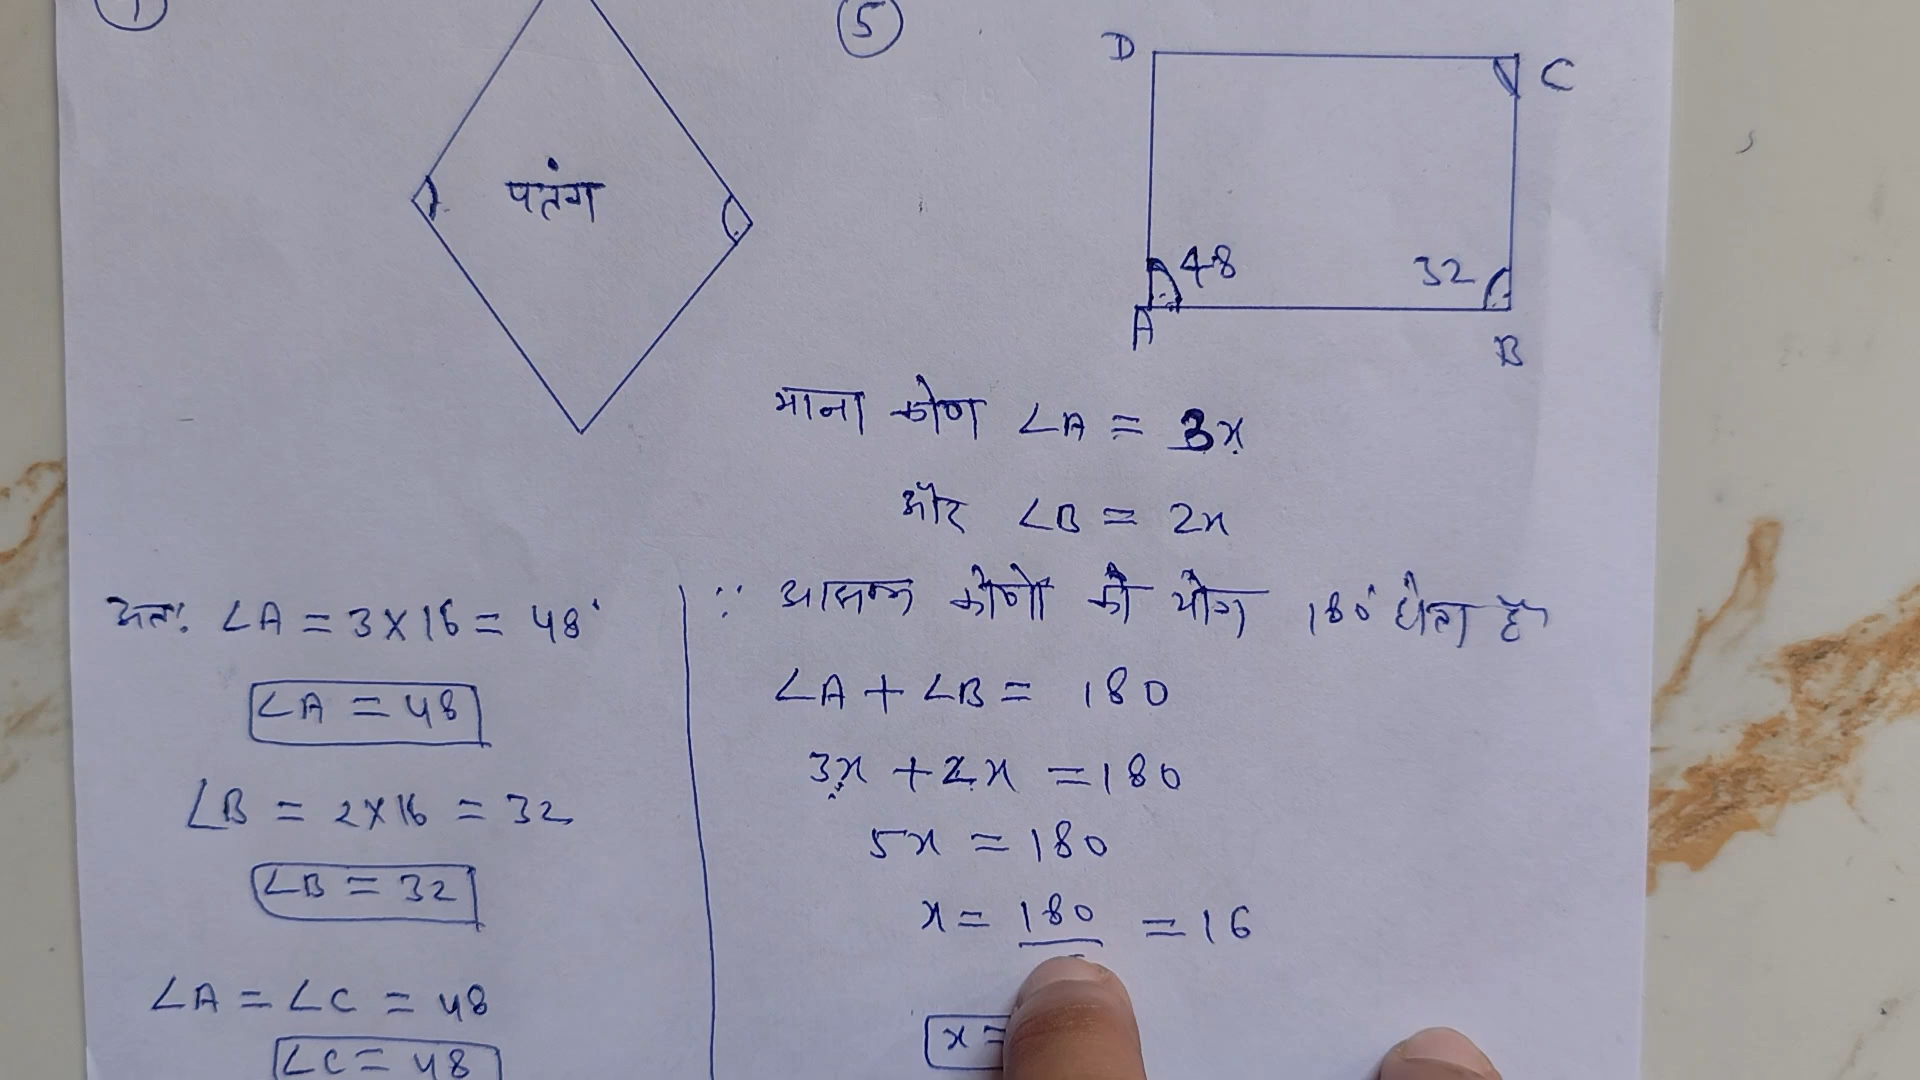 5
पतंग
D
C
48
32
A
B
माना कोण ∠A = 3x
और ∠B = 2x
∵ आसन्न कोणों को योग 180° होता है
∠A + ∠B = 180
3x + 2x = 180
5x = 180
x = 180 = 16
x =
अतः ∠A = 3 X 16 = 48°
∠A = 48
∠B = 2 X 16 = 32
∠B = 32
∠A = ∠C = 48
∠C = 48